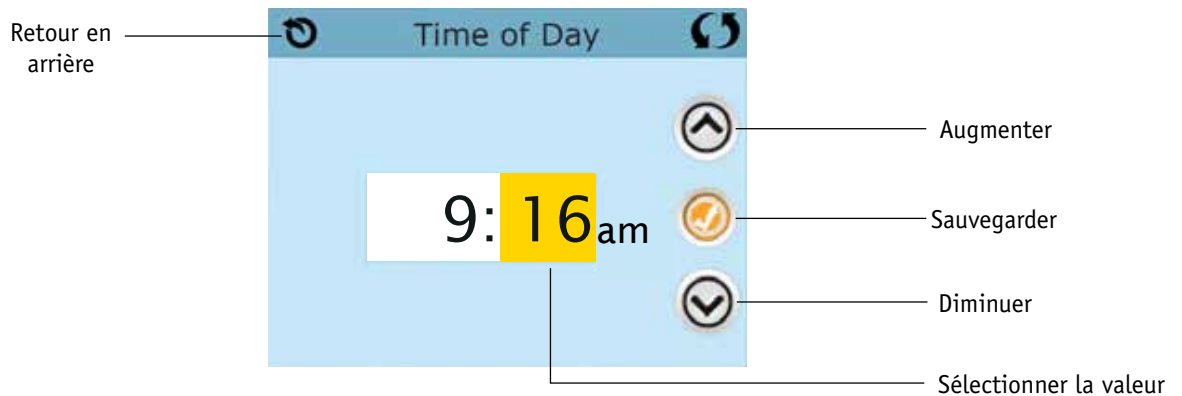 Retour en
arrière
Time of Day
Augmenter
9:16am
Sauvegarder
Diminuer
Sélectionner la valeur